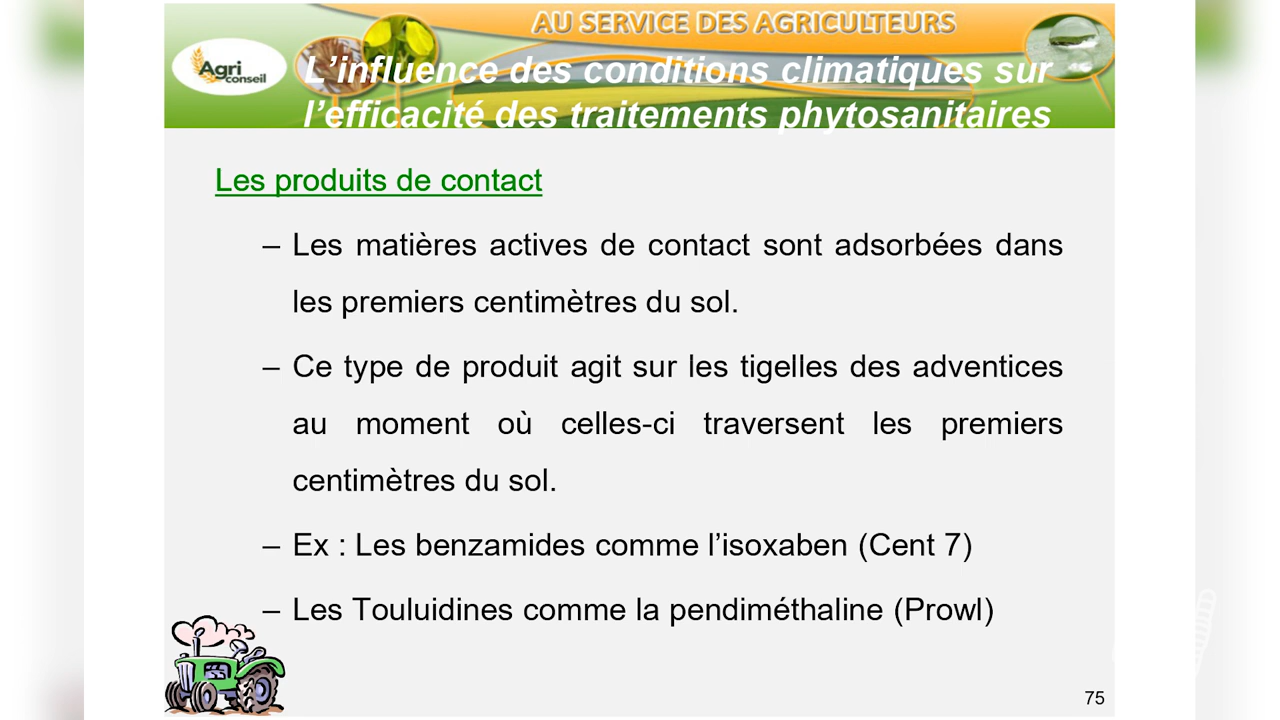 AU SERVICE DES AGRICULTEURS
Agri
conseil
L’influence des conditions climatiques sur
l’efficacité des traitements phytosanitaires
Les produits de contact
– Les matières actives de contact sont adsorbées dans
les premiers centimètres du sol.
– Ce type de produit agit sur les tigelles des adventices
au moment où celles-ci traversent les premiers
centimètres du sol.
– Ex : Les benzamides comme l’isoxaben (Cent 7)
– Les Touluidines comme la pendiméthaline (Prowl)
75